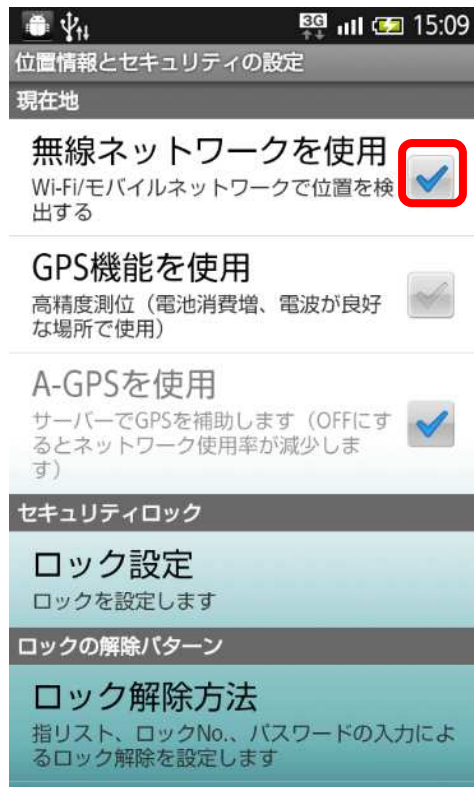 3G 15:09
位置情報とセキュリティの設定
現在地
無線ネットワークを使用
Wi-Fi/モバイルネットワークで位置を検
出する
GPS機能を使用
高精度測位（電池消費増、電波が良好
な場所で使用）
A-GPSを使用
サーバーでGPSを補助します（OFFにす
るとネットワーク使用率が減少しま
す）
セキュリティロック
ロック設定
ロックを設定します
ロックの解除パターン
ロック解除方法
指リスト、ロックNo.、パスワードの入力によ
るロック解除を設定します